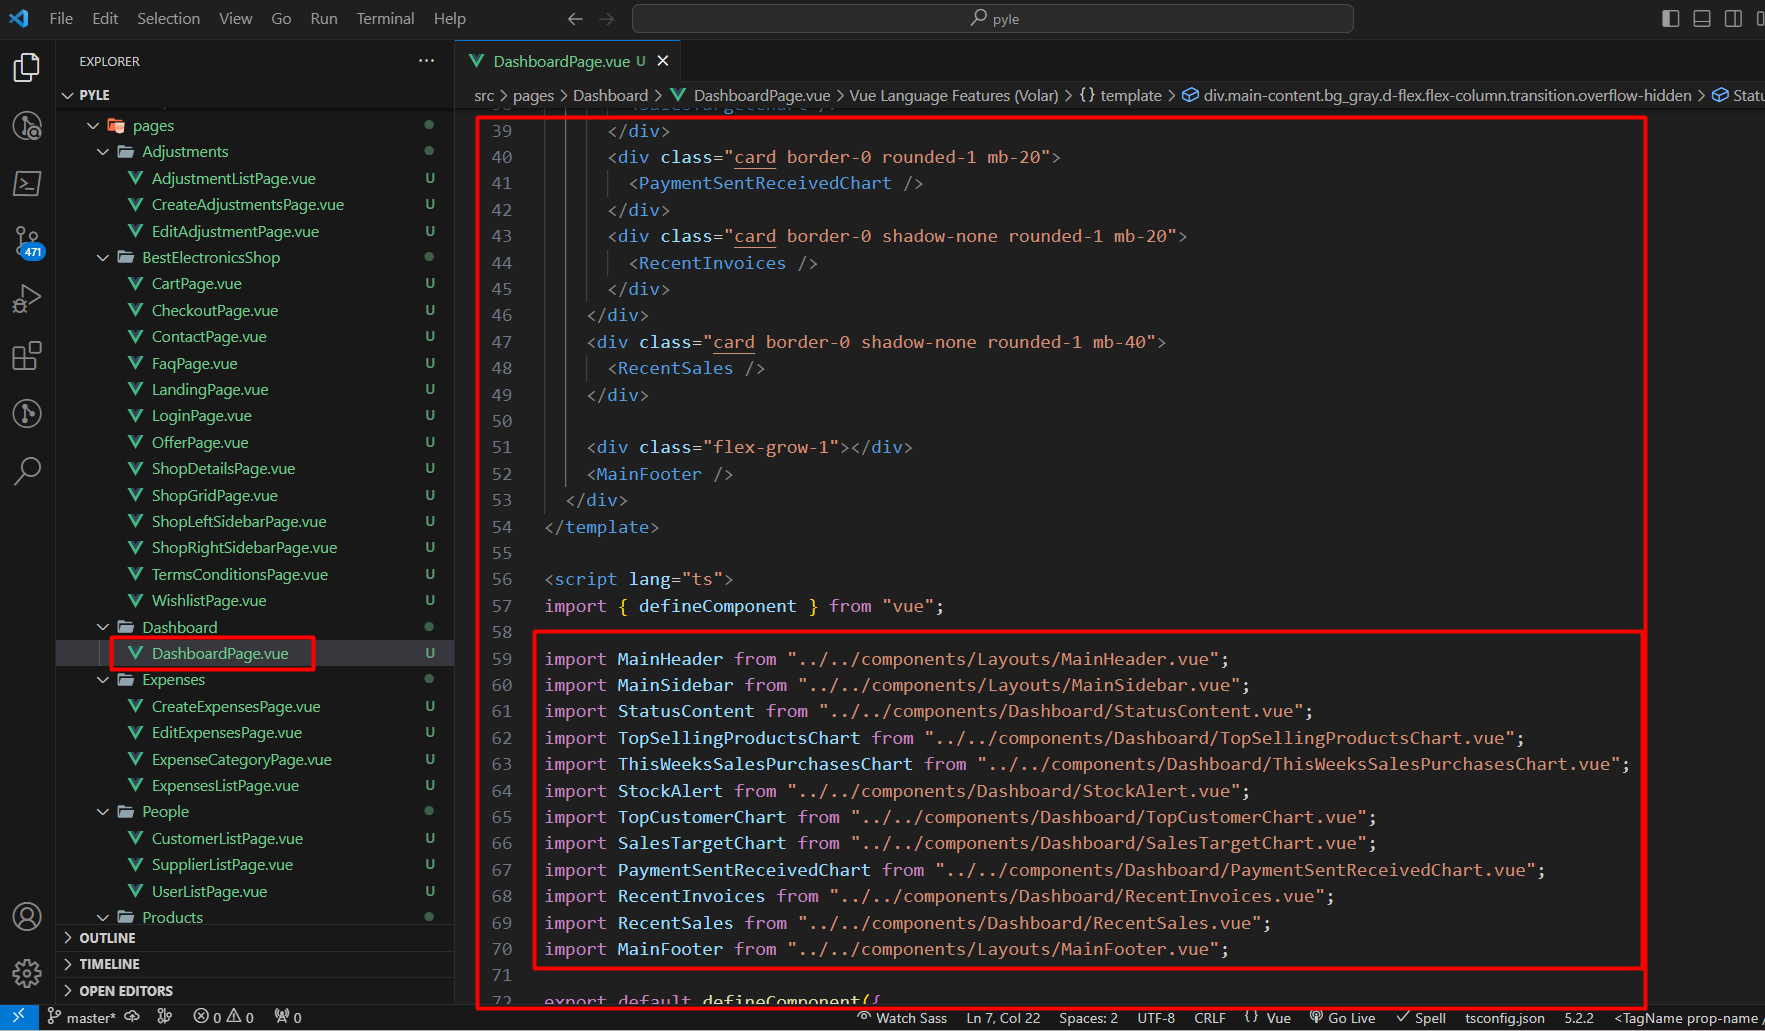 File Edit Selection View Go Run Terminal Help
pyle
EXPLORER
PYLE
pages
Adjustments
AdjustmentListPage.vue U
CreateAdjustmentsPage.vue U
EditAdjustmentPage.vue U
BestElectronicsShop
CartPage.vue U
CheckoutPage.vue U
ContactPage.vue U
FaqPage.vue U
LandingPage.vue U
LoginPage.vue U
OfferPage.vue U
ShopDetailsPage.vue U
ShopGridPage.vue U
ShopLeftSidebarPage.vue U
ShopRightSidebarPage.vue U
TermsConditionsPage.vue U
WishlistPage.vue U
Dashboard
DashboardPage.vue U
Expenses
CreateExpensesPage.vue U
EditExpensesPage.vue U
ExpenseCategoryPage.vue U
ExpensesListPage.vue U
People
CustomerListPage.vue U
SupplierListPage.vue U
UserListPage.vue U
Products
OUTLINE
TIMELINE
OPEN EDITORS
471
DashboardPage.vue U
src > pages > Dashboard > DashboardPage.vue > Vue Language Features (Volar) > {} template > div.main-content.bg_gray.d-flex.flex-column.transition.overflow-hidden >
39 </div>
40 <div class="card border-0 rounded-1 mb-20">
41 <PaymentSentReceivedChart />
42 </div>
43 <div class="card border-0 shadow-none rounded-1 mb-20">
44 <RecentInvoices />
45 </div>
46 </div>
47 <div class="card border-0 shadow-none rounded-1 mb-40">
48 <RecentSales />
49 </div>
50
51 <div class="flex-grow-1"></div>
52 <MainFooter />
53 </div>
54 </template>
55
56 <script lang="ts">
57 import { defineComponent } from "vue";
58
59 import MainHeader from "../../components/Layouts/MainHeader.vue";
60 import MainSidebar from "../../components/Layouts/MainSidebar.vue";
61 import StatusContent from "../../components/Dashboard/StatusContent.vue";
62 import TopSellingProductsChart from "../../components/Dashboard/TopSellingProductsChart.vue";
63 import ThisWeeksSalesPurchasesChart from "../../components/Dashboard/ThisWeeksSalesPurchasesChart.vue";
64 import StockAlert from "../../components/Dashboard/StockAlert.vue";
65 import TopCustomerChart from "../../components/Dashboard/TopCustomerChart.vue";
66 import SalesTargetChart from "../../components/Dashboard/SalesTargetChart.vue";
67 import PaymentSentReceivedChart from "../../components/Dashboard/PaymentSentReceivedChart.vue";
68 import RecentInvoices from "../../components/Dashboard/RecentInvoices.vue";
69 import RecentSales from "../../components/Dashboard/RecentSales.vue";
70 import MainFooter from "../../components/Layouts/MainFooter.vue";
71
72 export default defineComponent({
master* 0 0 0 Watch Sass Ln 7, Col 22 Spaces: 2 UTF-8 CRLF {} Vue Go Live Spell tsconfig.json 5.2.2 <TagName prop-name /